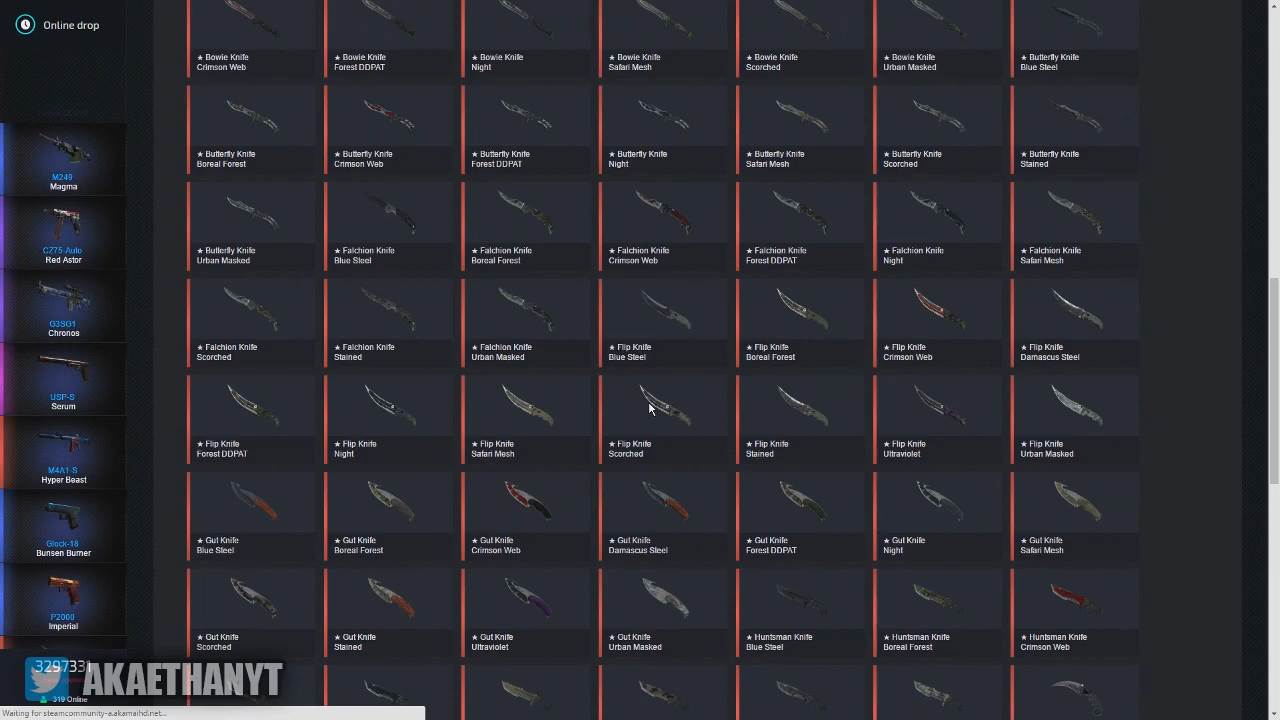 Online drop
M249
Magma
CZ75-Auto
Red Astor
G3SG1
Chronos
USP-S
Serum
M4A1-S
Hyper Beast
Glock-18
Bunsen Burner
P2000
Imperial
3297331
319 Online
AKAETHANYT
Waiting for steamcommunity-a.akamaihd.net...
★ Bowie Knife
Crimson Web
★ Bowie Knife
Forest DDPAT
★ Bowie Knife
Night
★ Bowie Knife
Safari Mesh
★ Bowie Knife
Scorched
★ Bowie Knife
Urban Masked
★ Butterfly Knife
Blue Steel
★ Butterfly Knife
Boreal Forest
★ Butterfly Knife
Crimson Web
★ Butterfly Knife
Forest DDPAT
★ Butterfly Knife
Night
★ Butterfly Knife
Safari Mesh
★ Butterfly Knife
Scorched
★ Butterfly Knife
Stained
★ Butterfly Knife
Urban Masked
★ Falchion Knife
Blue Steel
★ Falchion Knife
Boreal Forest
★ Falchion Knife
Crimson Web
★ Falchion Knife
Forest DDPAT
★ Falchion Knife
Night
★ Falchion Knife
Safari Mesh
★ Falchion Knife
Scorched
★ Falchion Knife
Stained
★ Falchion Knife
Urban Masked
★ Flip Knife
Blue Steel
★ Flip Knife
Boreal Forest
★ Flip Knife
Crimson Web
★ Flip Knife
Damascus Steel
★ Flip Knife
Forest DDPAT
★ Flip Knife
Night
★ Flip Knife
Safari Mesh
★ Flip Knife
Scorched
★ Flip Knife
Stained
★ Flip Knife
Ultraviolet
★ Flip Knife
Urban Masked
★ Gut Knife
Blue Steel
★ Gut Knife
Boreal Forest
★ Gut Knife
Crimson Web
★ Gut Knife
Damascus Steel
★ Gut Knife
Forest DDPAT
★ Gut Knife
Night
★ Gut Knife
Safari Mesh
★ Gut Knife
Scorched
★ Gut Knife
Stained
★ Gut Knife
Ultraviolet
★ Gut Knife
Urban Masked
★ Huntsman Knife
Blue Steel
★ Huntsman Knife
Boreal Forest
★ Huntsman Knife
Crimson Web